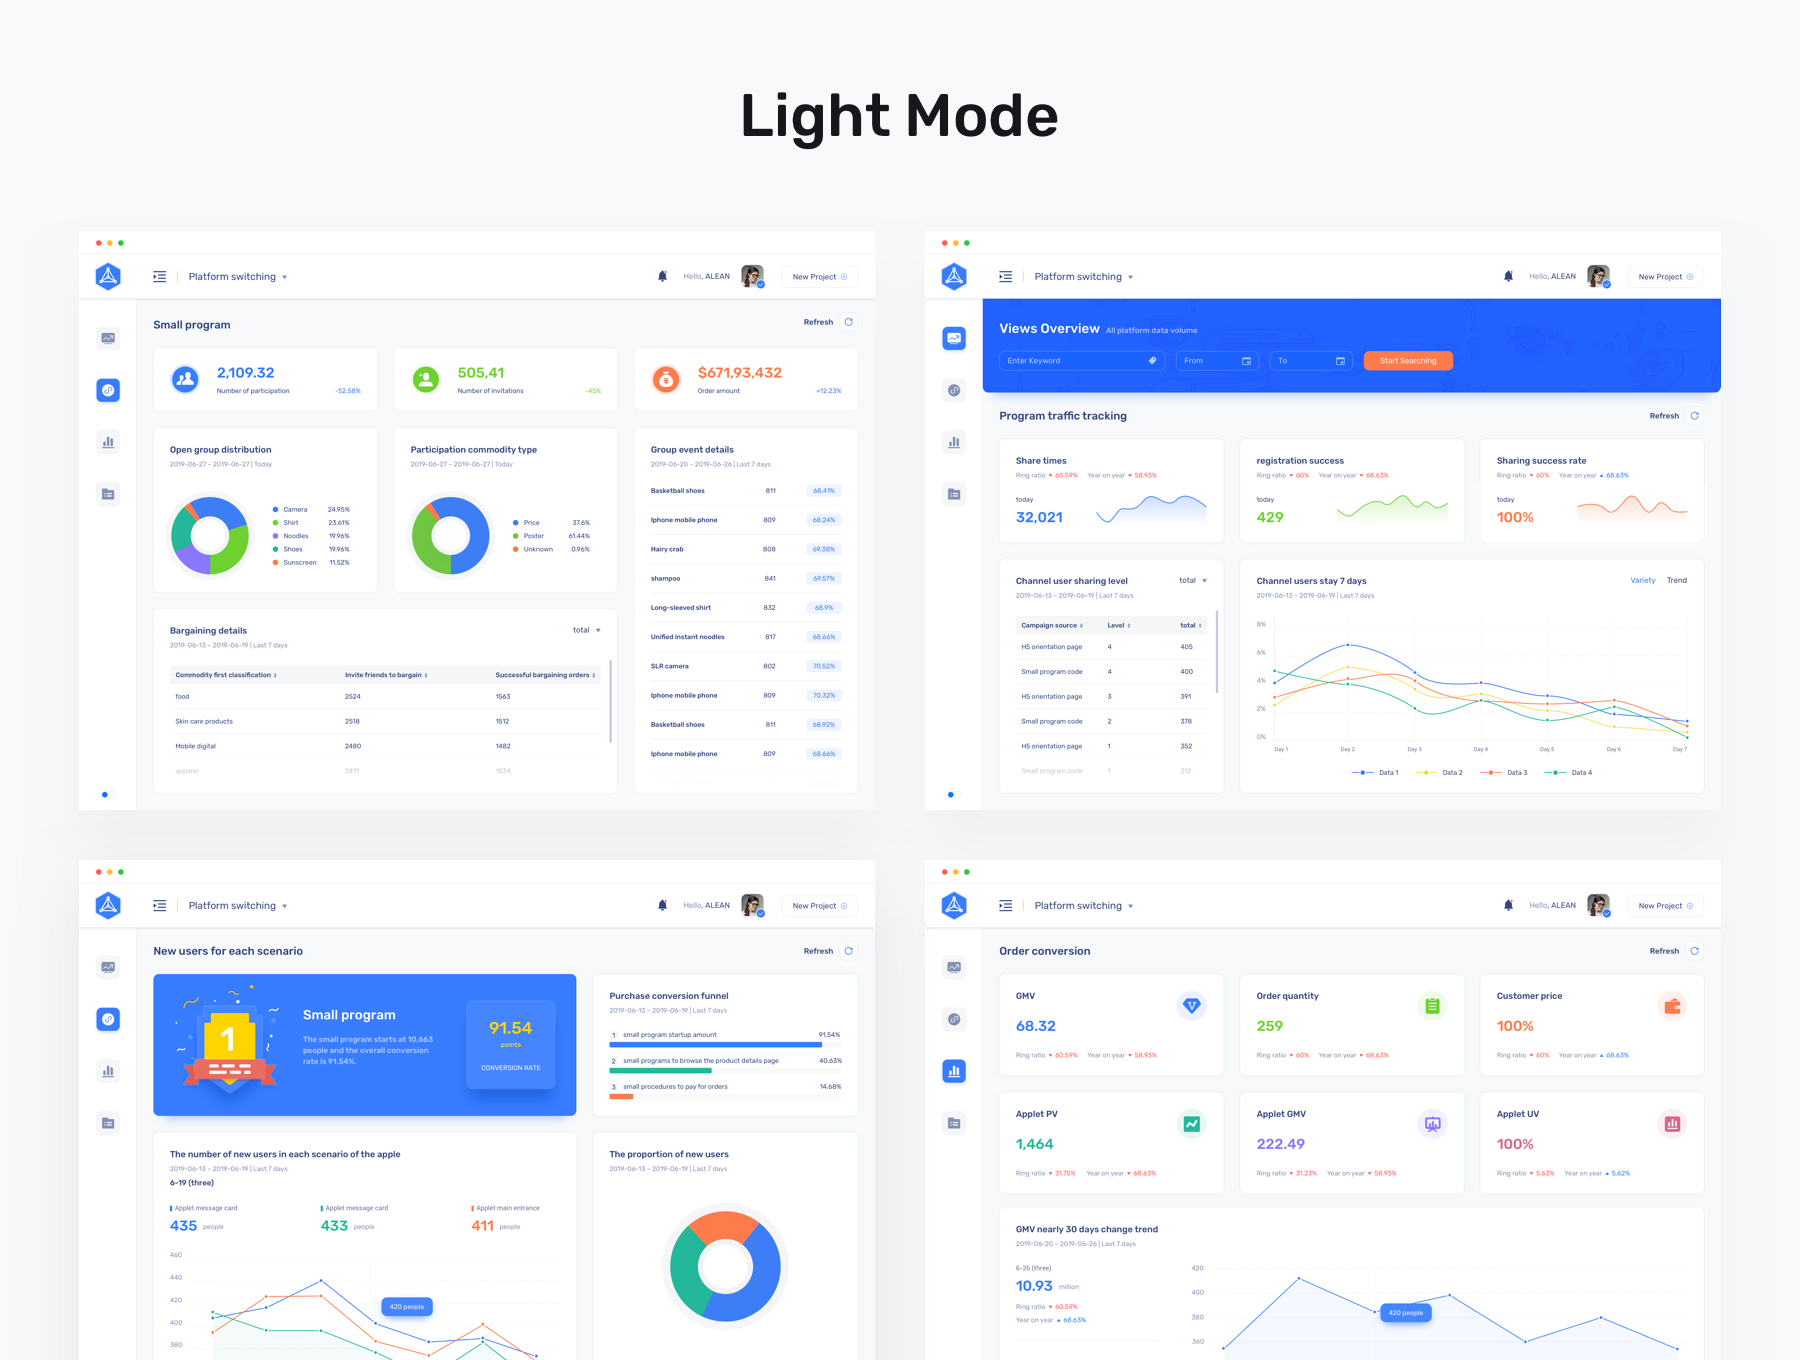 Light Mode
Platform switching
Hello, ALEAN
New Project
Small program
Refresh
2,109.32
Number of participation
-52.58%
505,41
Number of invitations
-45%
$671,93,432
Order amount
+12.23%
Open group distribution
2019-06-27 - 2019-06-27 | Today
Camera 24.95%
Shirt 23.61%
Noodles 19.96%
Shoes 19.96%
Sunscreen 11.52%
Participation commodity type
2019-06-27 - 2019-06-27 | Today
Price 37.6%
Poster 61.44%
Unknown 0.96%
Group event details
2019-06-20 - 2019-06-26 | Last 7 days
Basketball shoes 811 68.41%
Iphone mobile phone 809 68.24%
Hairy crab 808 69.38%
shampoo 841 69.57%
Long-sleeved shirt 832 68.9%
Unified instant noodles 817 68.66%
SLR camera 802 70.52%
Iphone mobile phone 809 70.32%
Basketball shoes 811 68.92%
Iphone mobile phone 809 68.66%
Bargaining details
total
2019-06-13 - 2019-06-19 | Last 7 days
Commodity first classification Invite friends to bargain Successful bargaining orders
food 2524 1563
Skin care products 2518 1512
Mobile digital 2480 1482
apparel 2471 1534
Platform switching
Hello, ALEAN
New Project
Views Overview All platform data volume
Enter Keyword
From
To
Start Searching
Program traffic tracking
Refresh
Share times
Ring ratio 60.59% Year on year 58.93%
today
32,021
registration success
Ring ratio 60% Year on year 68.63%
today
429
Sharing success rate
Ring ratio 60% Year on year 68.63%
today
100%
Channel user sharing level
total
2019-06-13 - 2019-06-19 | Last 7 days
Campaign source Level total
H5 orientation page 4 405
Small program code 4 400
H5 orientation page 3 391
Small program code 2 378
H5 orientation page 1 352
Small program code 1 312
Channel users stay 7 days
Variety Trend
2019-06-13 - 2019-06-19 | Last 7 days
8%
6%
4%
2%
0%
Day 1 Day 2 Day 3 Day 4 Day 5 Day 6 Day 7
Data 1 Data 2 Data 3 Data 4
Platform switching
Hello, ALEAN
New Project
New users for each scenario
Refresh
1
Small program
The small program starts at 10.663
people and the overall conversion
rate is 91.54%.
91.54
points
CONVERSION RATE
Purchase conversion funnel
2019-06-13 - 2019-06-19 | Last 7 days
1 small program startup amount 91.54%
2 small programs to browse the product details page 40.63%
3 small procedures to pay for orders 14.68%
The number of new users in each scenario of the apple
2019-06-13 - 2019-06-19 | Last 7 days
6-19 (three)
Applet message card
435 people
Applet message card
433 people
Applet main entrance
411 people
460
440
420
400
380
420 people
The proportion of new users
2019-06-13 - 2019-06-19 | Last 7 days
Platform switching
Hello, ALEAN
New Project
Order conversion
Refresh
GMV
68.32
Ring ratio 60.59% Year on year 58.93%
Order quantity
259
Ring ratio 60% Year on year 68.63%
Customer price
100%
Ring ratio 60% Year on year 68.63%
Applet PV
1,464
Ring ratio 31.75% Year on year 68.63%
Applet GMV
222.49
Ring ratio 31.23% Year on year 58.93%
Applet UV
100%
Ring ratio 5.63% Year on year 5.62%
GMV nearly 30 days change trend
2019-06-20 - 2019-06-26 | Last 7 days
6-26 (three)
10.93 million
Ring ratio 60.59%
Year on year 68.63%
420
400
380
360
420 people